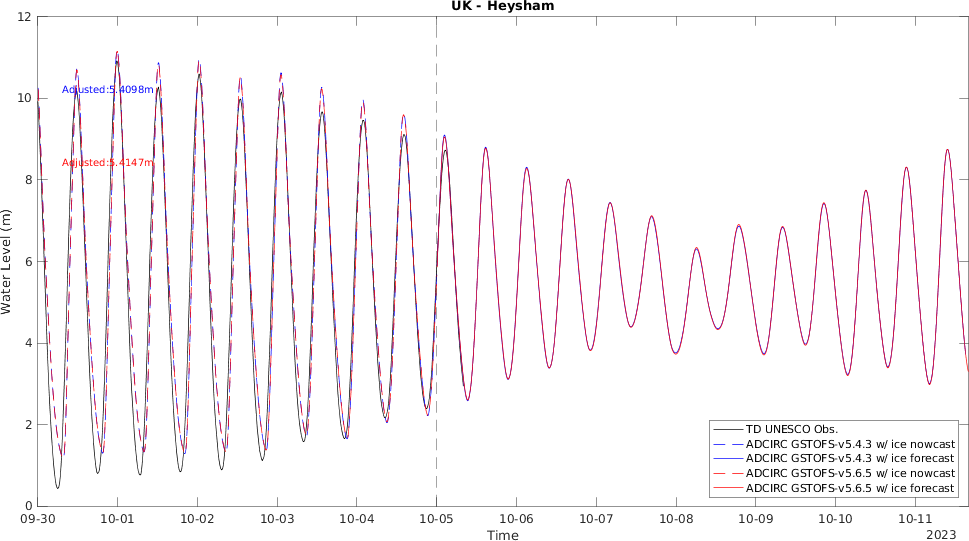 UK - Heysham
12
10
8
6
4
2
0
Water Level (m)
Adjusted:5.4098m
Adjusted:5.4147m
TD UNESCO Obs.
ADCIRC GSTOFS-v5.4.3 w/ ice nowcast
ADCIRC GSTOFS-v5.4.3 w/ ice forecast
ADCIRC GSTOFS-v5.6.5 w/ ice nowcast
ADCIRC GSTOFS-v5.6.5 w/ ice forecast
09-30 10-01 10-02 10-03 10-04 10-05 10-06 10-07 10-08 10-09 10-10 10-11
Time
2023